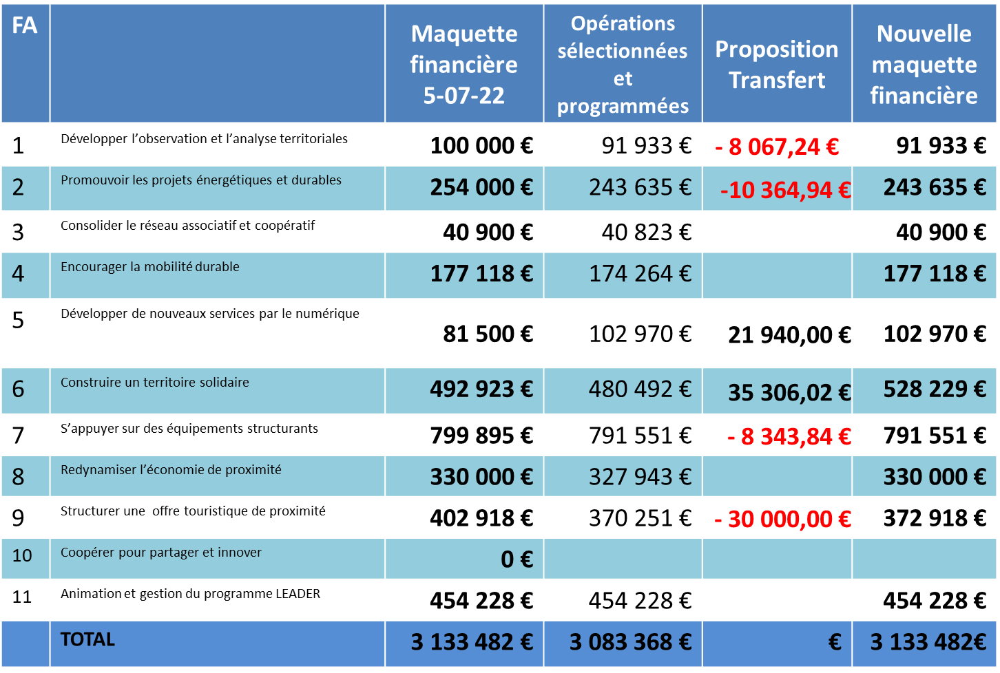 FA
Maquette
financière
5-07-22
Opérations
sélectionnées
et
programmées
Proposition
Transfert
Nouvelle
maquette
financière
1 Développer l’observation et l’analyse territoriales 100 000 € 91 933 € - 8 067,24 € 91 933 €
2 Promouvoir les projets énergétiques et durables 254 000 € 243 635 € -10 364,94 € 243 635 €
3 Consolider le réseau associatif et coopératif 40 900 € 40 823 € 40 900 €
4 Encourager la mobilité durable 177 118 € 174 264 € 177 118 €
5 Développer de nouveaux services par le numérique 81 500 € 102 970 € 21 940,00 € 102 970 €
6 Construire un territoire solidaire 492 923 € 480 492 € 35 306,02 € 528 229 €
7 S’appuyer sur des équipements structurants 799 895 € 791 551 € - 8 343,84 € 791 551 €
8 Redynamiser l’économie de proximité 330 000 € 327 943 € 330 000 €
9 Structurer une offre touristique de proximité 402 918 € 370 251 € - 30 000,00 € 372 918 €
10 Coopérer pour partager et innover 0 €
11 Animation et gestion du programme LEADER 454 228 € 454 228 € 454 228 €
TOTAL 3 133 482 € 3 083 368 € € 3 133 482€